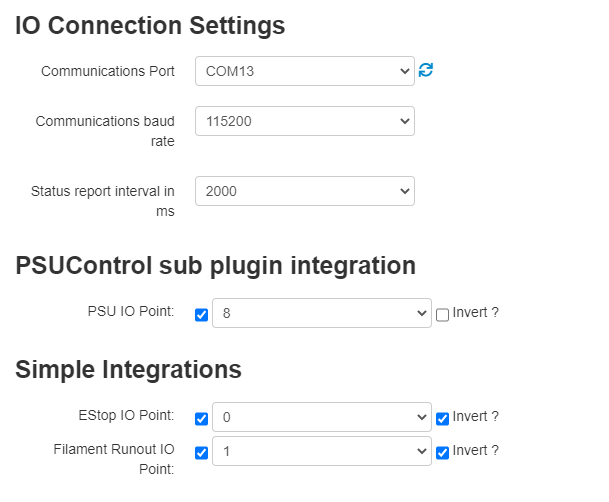 IO Connection Settings
Communications Port COM13
Communications baud 115200
rate
Status report interval in 2000
ms
PSUControl sub plugin integration
PSU IO Point: 8 Invert ?
Simple Integrations
EStop IO Point: 0 Invert ?
Filament Runout IO 1 Invert ?
Point: